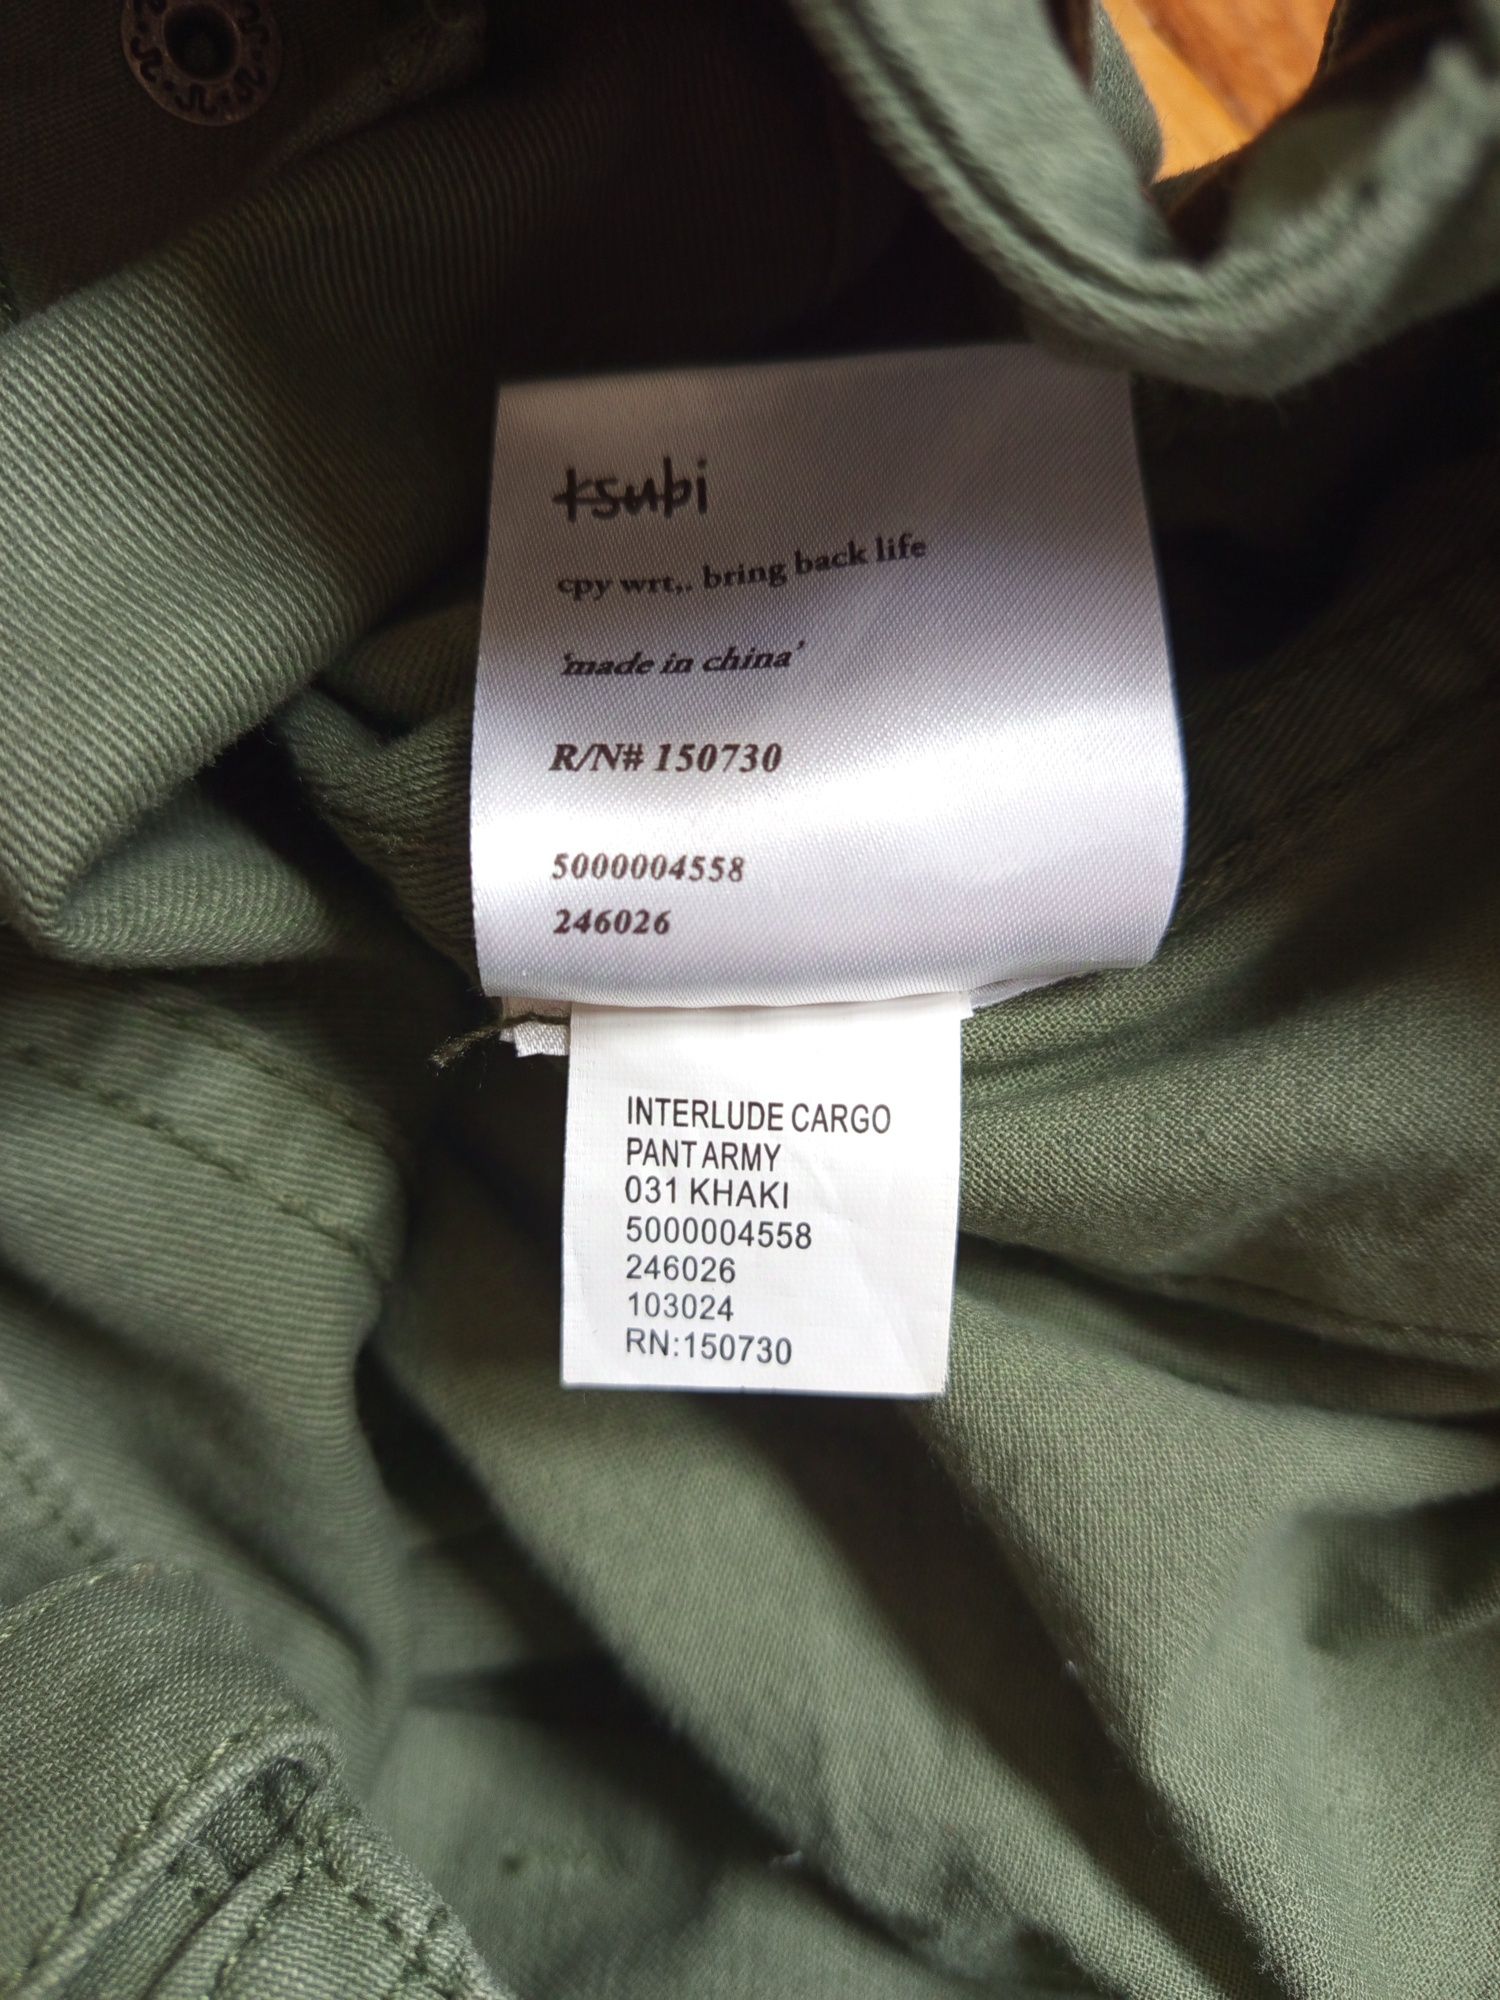 ksubi
cpy wrt,. bring back life
'made in china'
R/N# 150730
5000004558
246026
INTERLUDE CARGO
PANT ARMY
031 KHAKI
5000004558
246026
103024
RN:150730